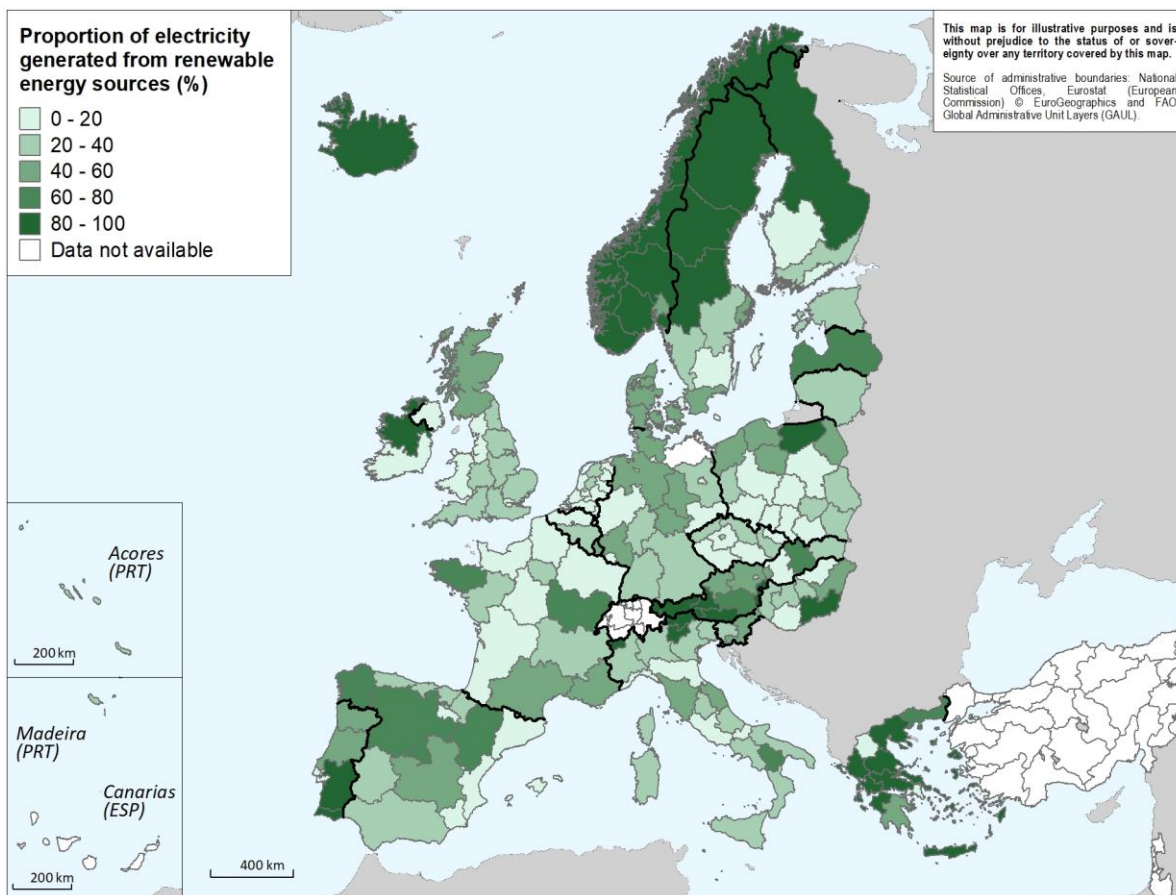 Proportion of electricity
generated from renewable
energy sources (%)
0 - 20
20 - 40
40 - 60
60 - 80
80 - 100
Data not available
This map is for illustrative purposes and is
without prejudice to the status of or sover-
eignty over any territory covered by this map.
Source of administrative boundaries: National
Statistical Offices, Eurostat (European
Commission) © EuroGeographics and FAO
Global Administrative Unit Layers (GAUL).
Acores
(PRT)
200 km
Madeira
(PRT)
Canarias
(ESP)
200 km
400 km